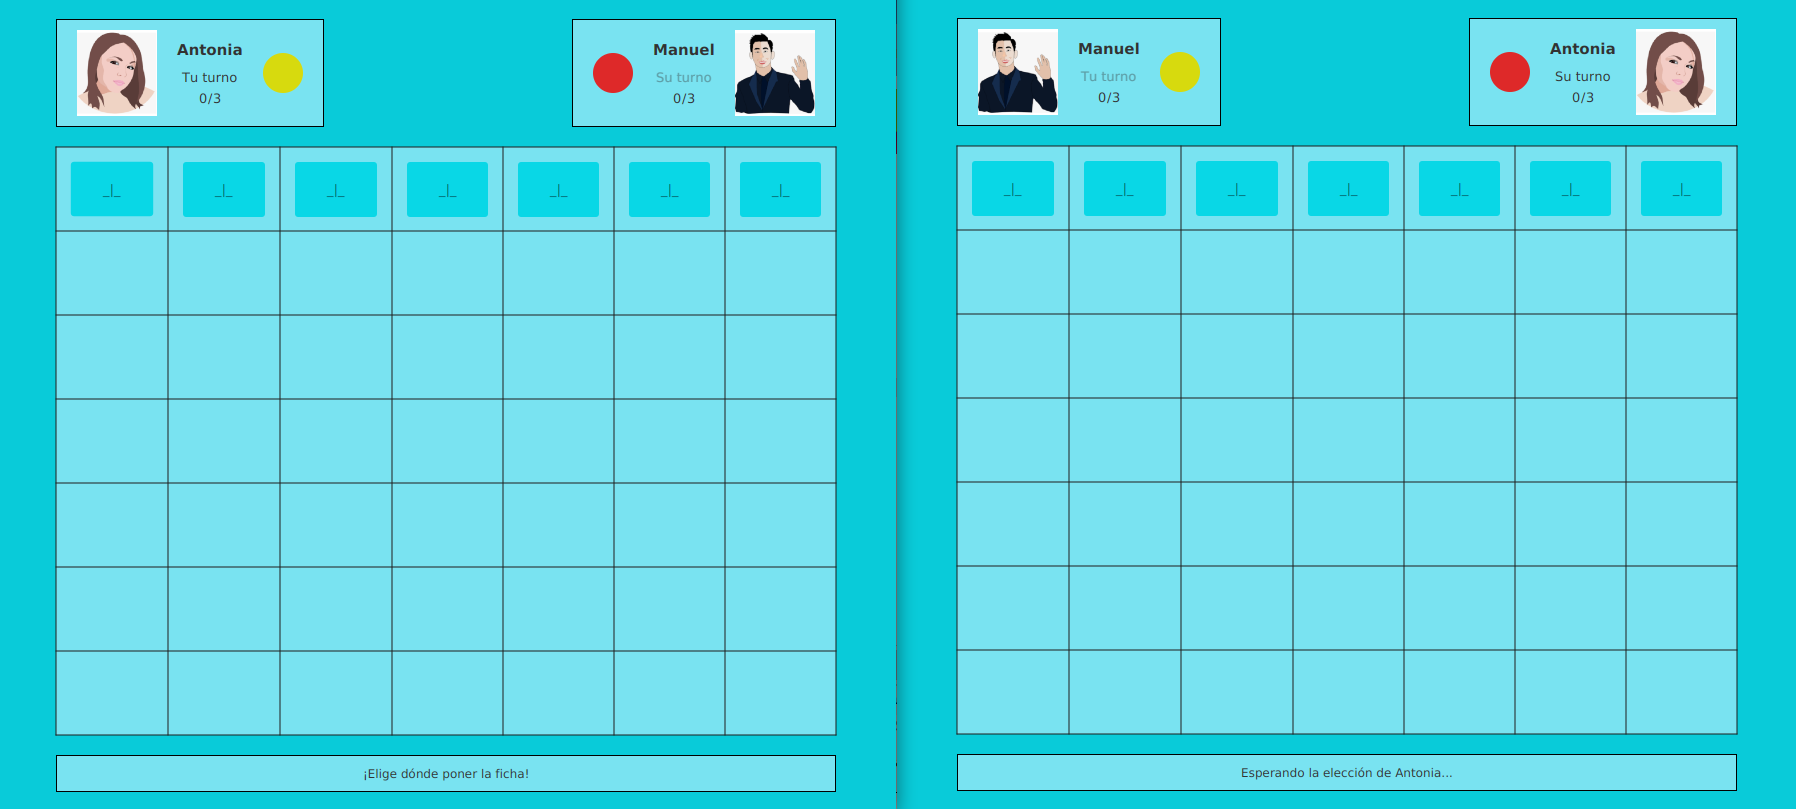 Antonia
Tu turno
0/3
Manuel
Su turno
0/3
_|_ _|_ _|_ _|_ _|_ _|_ _|_
¡Elige dónde poner la ficha!
Manuel
Tu turno
0/3
Antonia
Su turno
0/3
_|_ _|_ _|_ _|_ _|_ _|_ _|_
Esperando la elección de Antonia...